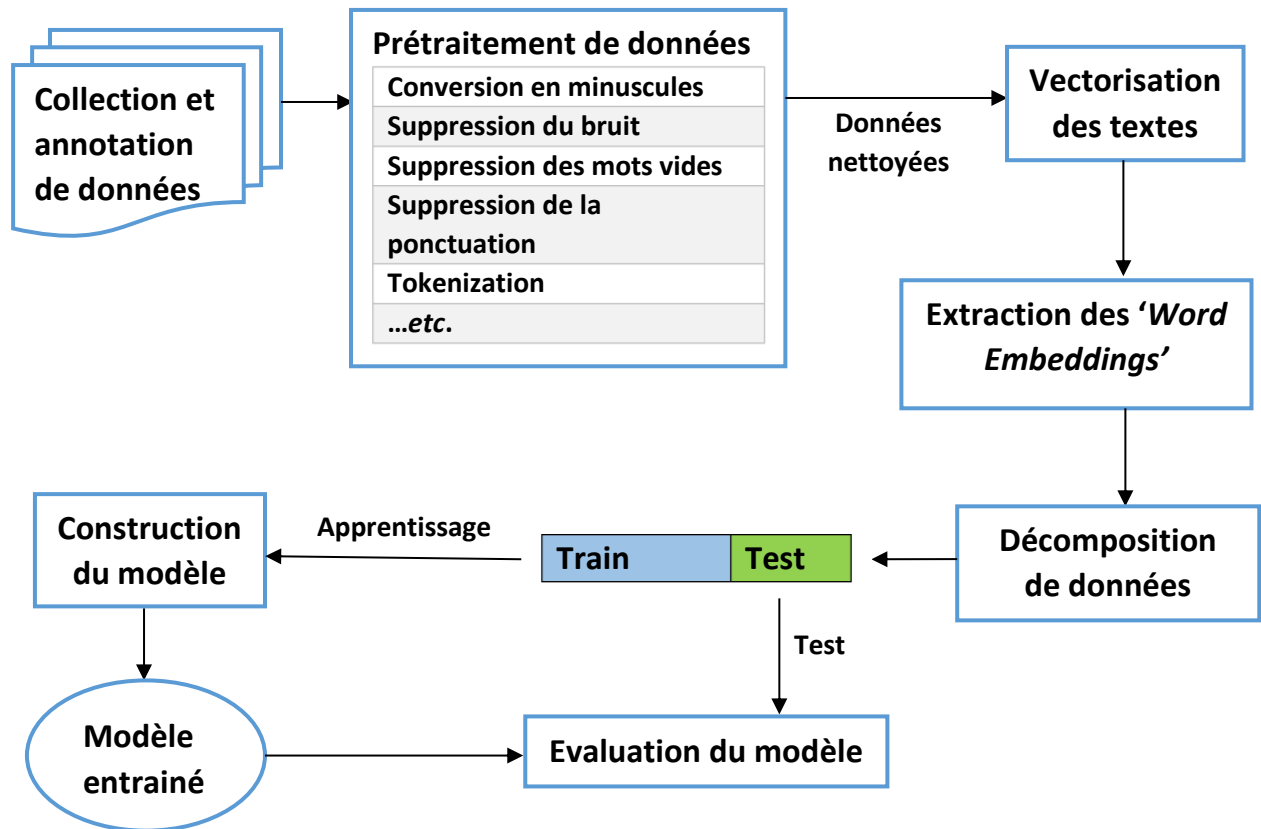 Collection et
annotation
de données
Prétraitement de données
Conversion en minuscules
Suppression du bruit
Suppression des mots vides
Suppression de la
ponctuation
Tokenization
…etc.
Données
nettoyées
Vectorisation
des textes
Extraction des ‘Word
Embeddings’
Décomposition
de données
Train
Test
Apprentissage
Construction
du modèle
Test
Modèle
entrainé
Evaluation du modèle